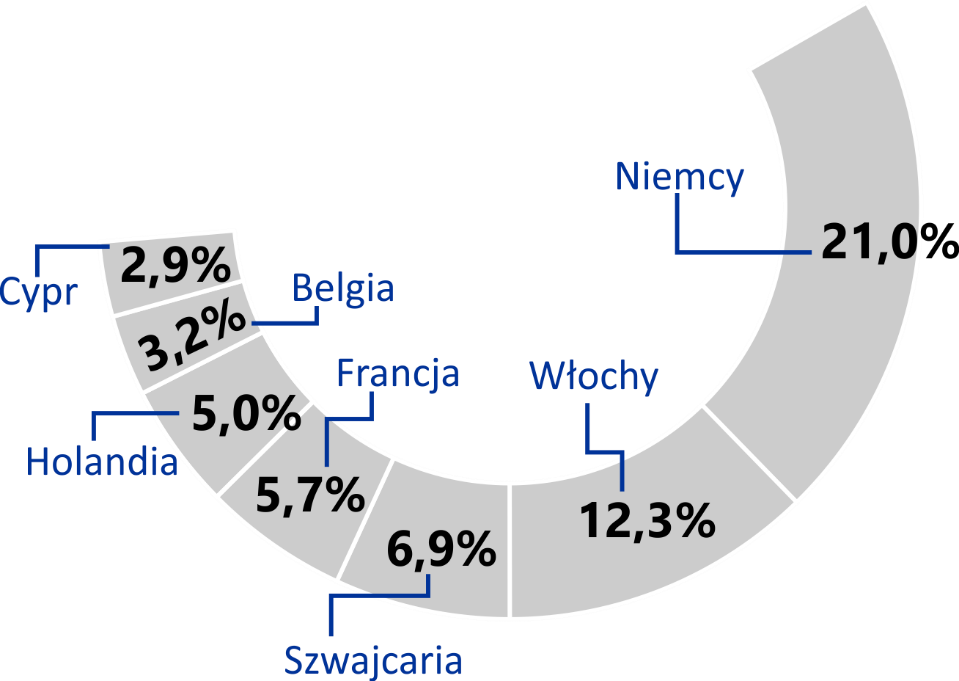 Niemcy
21,0%
Włochy
12,3%
Szwajcaria
6,9%
Francja
5,7%
Holandia
5,0%
Belgia
3,2%
Cypr
2,9%